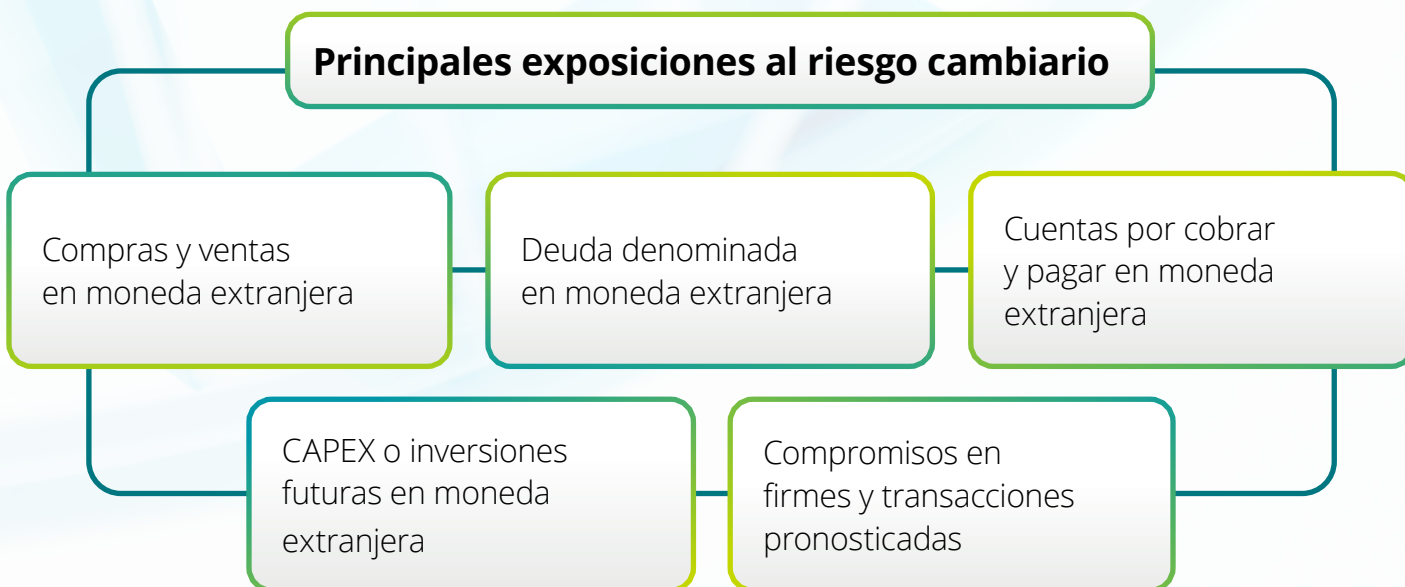 Principales exposiciones al riesgo cambiario
Compras y ventas
en moneda extranjera
Deuda denominada
en moneda extranjera
Cuentas por cobrar
y pagar en moneda
extranjera
CAPEX o inversiones
futuras en moneda
extranjera
Compromisos en
firmes y transacciones
pronosticadas